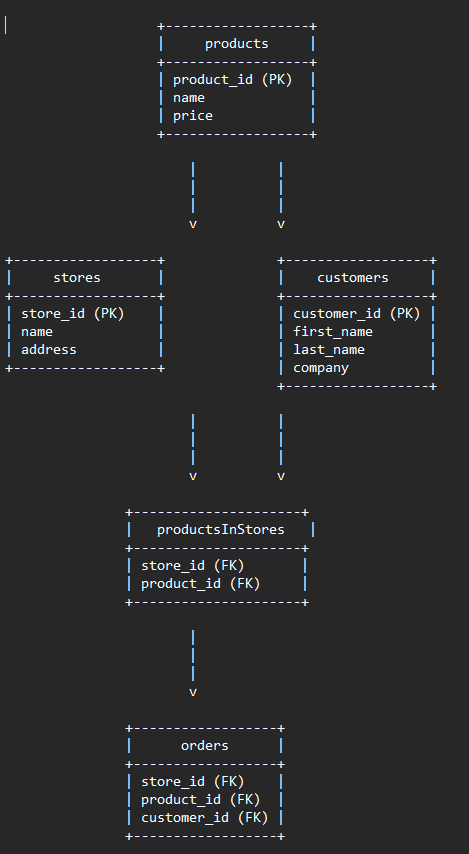 products
product_id (PK)
name
price
stores
store_id (PK)
name
address
customers
customer_id (PK)
first_name
last_name
company
productsInStores
store_id (FK)
product_id (FK)
orders
store_id (FK)
product_id (FK)
customer_id (FK)